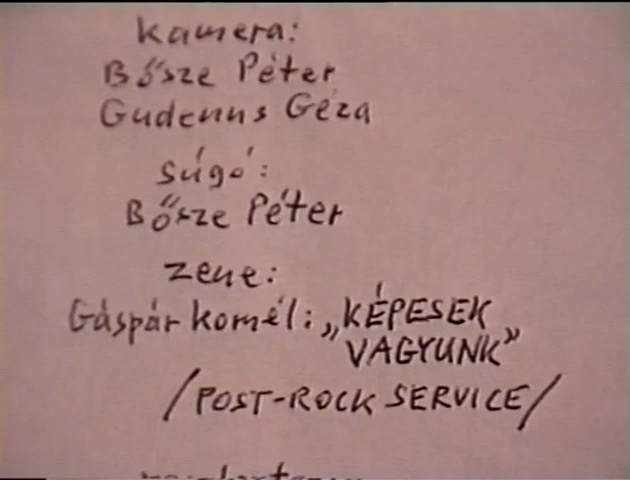 kamera:
Bősze Péter
Gudenus Géza
súgó:
Bősze Péter
zene:
Gáspár kornél: „KÉPESEK
VAGYUNK"
/POST-ROCK SERVICE/